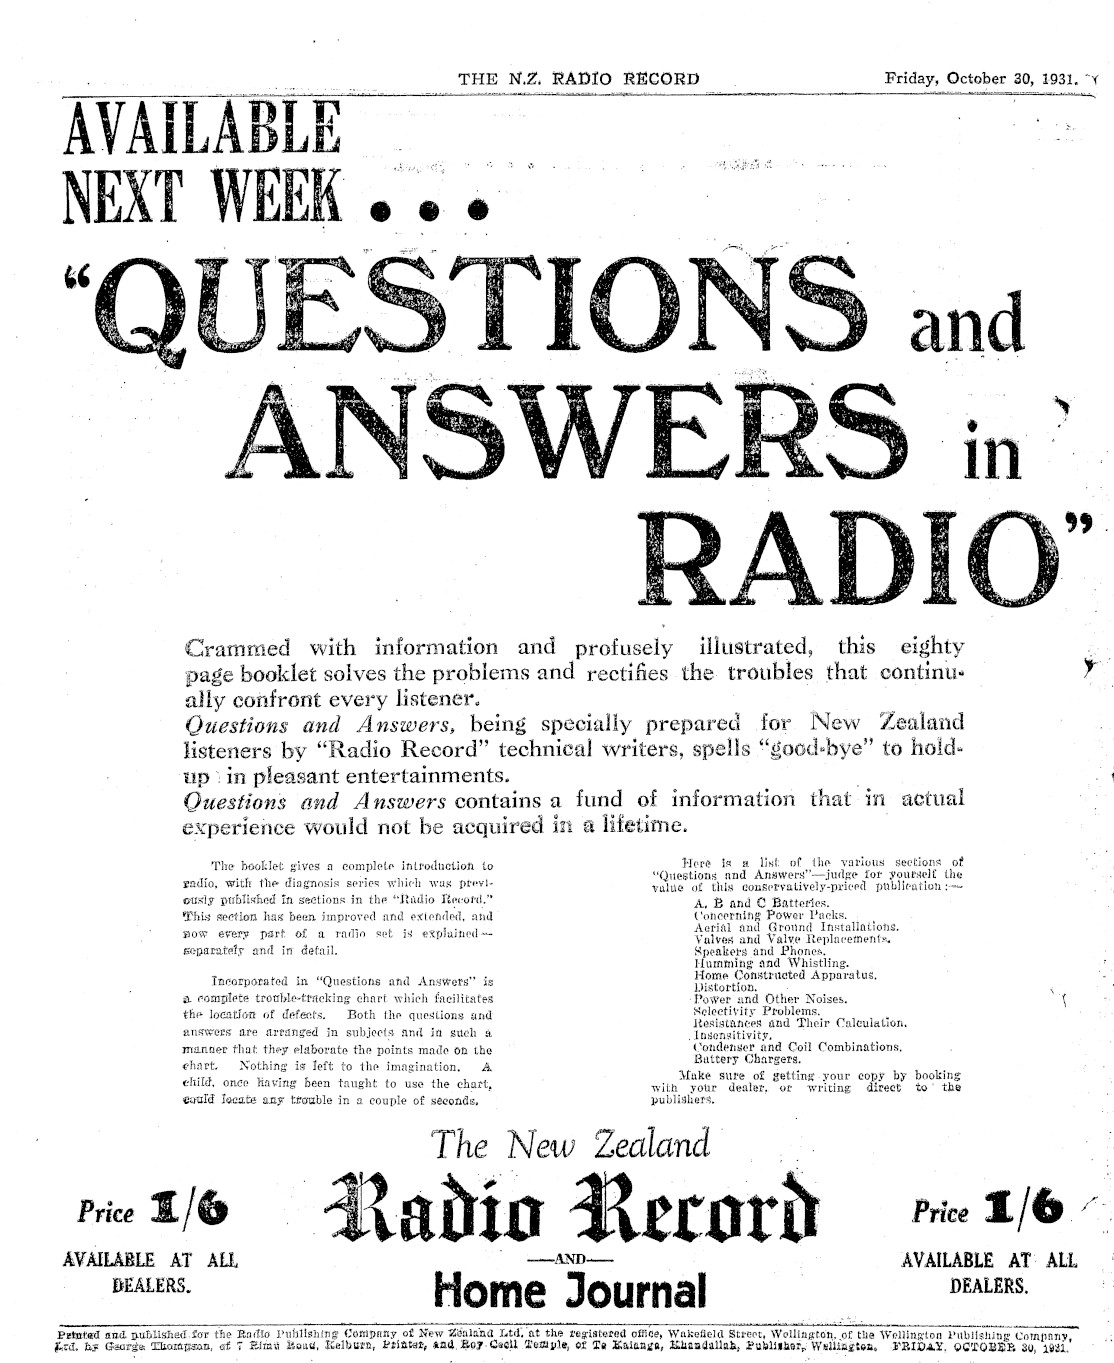 THE N.Z. RADIO RECORD
Friday, October 30, 1931.
AVAILABLE
NEXT WEEK . . .
“QUESTIONS and
ANSWERS in
RADIO”
Crammed with information and profusely illustrated, this eighty
page booklet solves the problems and rectifies the troubles that continu-
ally confront every listener.
Questions and Answers, being specially prepared for New Zealand
listeners by “Radio Record” technical writers, spells “good-bye” to hold-
up in pleasant entertainments.
Questions and Answers contains a fund of information that in actual
experience would not be acquired in a lifetime.
The booklet gives a complete introduction to
radio, with the diagnosis series which was previ-
ously published in sections in the “Radio Record.”
This section has been improved and extended, and
now every part of a radio set is explained—
separately and in detail.
Incorporated in “Questions and Answers” is
a complete trouble-tracking chart which facilitates
the location of defects. Both the questions and
answers are arranged in subjects and in such a
manner that they elaborate the points made on the
chart. Nothing is left to the imagination. A
child, once having been taught to use the chart,
could locate any trouble in a couple of seconds.
Here is a list of the various sections of
“Questions and Answers”—judge for yourself the
value of this conservatively-priced publication:—
A, B and C Batteries.
Concerning Power Packs.
Aerial and Ground Installations.
Valves and Valve Replacements.
Speakers and Phones.
Humming and Whistling.
Home Constructed Apparatus.
Distortion.
Power and Other Noises.
Selectivity Problems.
Resistances and Their Calculation.
Insensitivity.
Condenser and Coil Combinations.
Battery Chargers.
Make sure of getting your copy by booking
with your dealer, or writing direct to the
publishers.
The New Zealand
Radio Record
—AND—
Home Journal
Price 1/6
AVAILABLE AT ALL
DEALERS.
Price 1/6
AVAILABLE AT ALL
DEALERS.
Printed and published for the Radio Publishing Company of New Zealand Ltd. at the registered office, Wakefield Street, Wellington, of the Wellington Publishing Company,
Ltd. by George Thompson, of 7 Rimu Road, Kelburn, Printer, and Roy Cecil Temple, of Te Kainga, Khandallah, Publisher, Wellington. FRIDAY, OCTOBER 30, 1931.